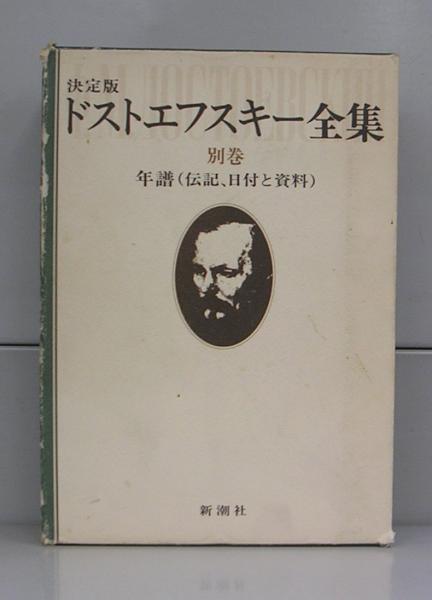 決定版
ドストエフスキー全集
別巻
年譜(伝記、日付と資料)
新潮社